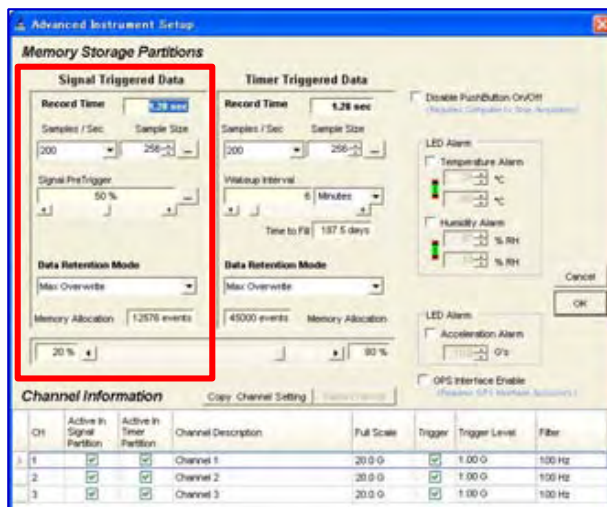 Advanced Instrument Setup
Memory Storage Partitions
Signal Triggered Data
Record Time 1.28 sec
Samples / Sec Sample Size
200 256 ...
Signal PreTrigger
50 % ...
Data Retention Mode
Max Overwrite
Memory Allocation 12576 events
20 %
Timer Triggered Data
Record Time 1.28 sec
Samples / Sec Sample Size
200 256 ...
Wakeup Interval
6 Minutes
Time to Fill 187.5 days
Data Retention Mode
Max Overwrite
45000 events Memory Allocation
80 %
Disable PushButton On/Off
LED Alarm
Temperature Alarm
°C
°C
Humidity Alarm
% RH
% RH
Cancel
OK
LED Alarm
Acceleration Alarm
G's
GPS Interface Enable
Channel Information
Copy Channel Setting
CH Active In Signal Partition Active In Timer Partition Channel Description Full Scale Trigger Trigger Level Filter
1 Channel 1 20.0 G 1.00 G 100 Hz
2 Channel 2 20.0 G 1.00 G 100 Hz
3 Channel 3 20.0 G 1.00 G 100 Hz